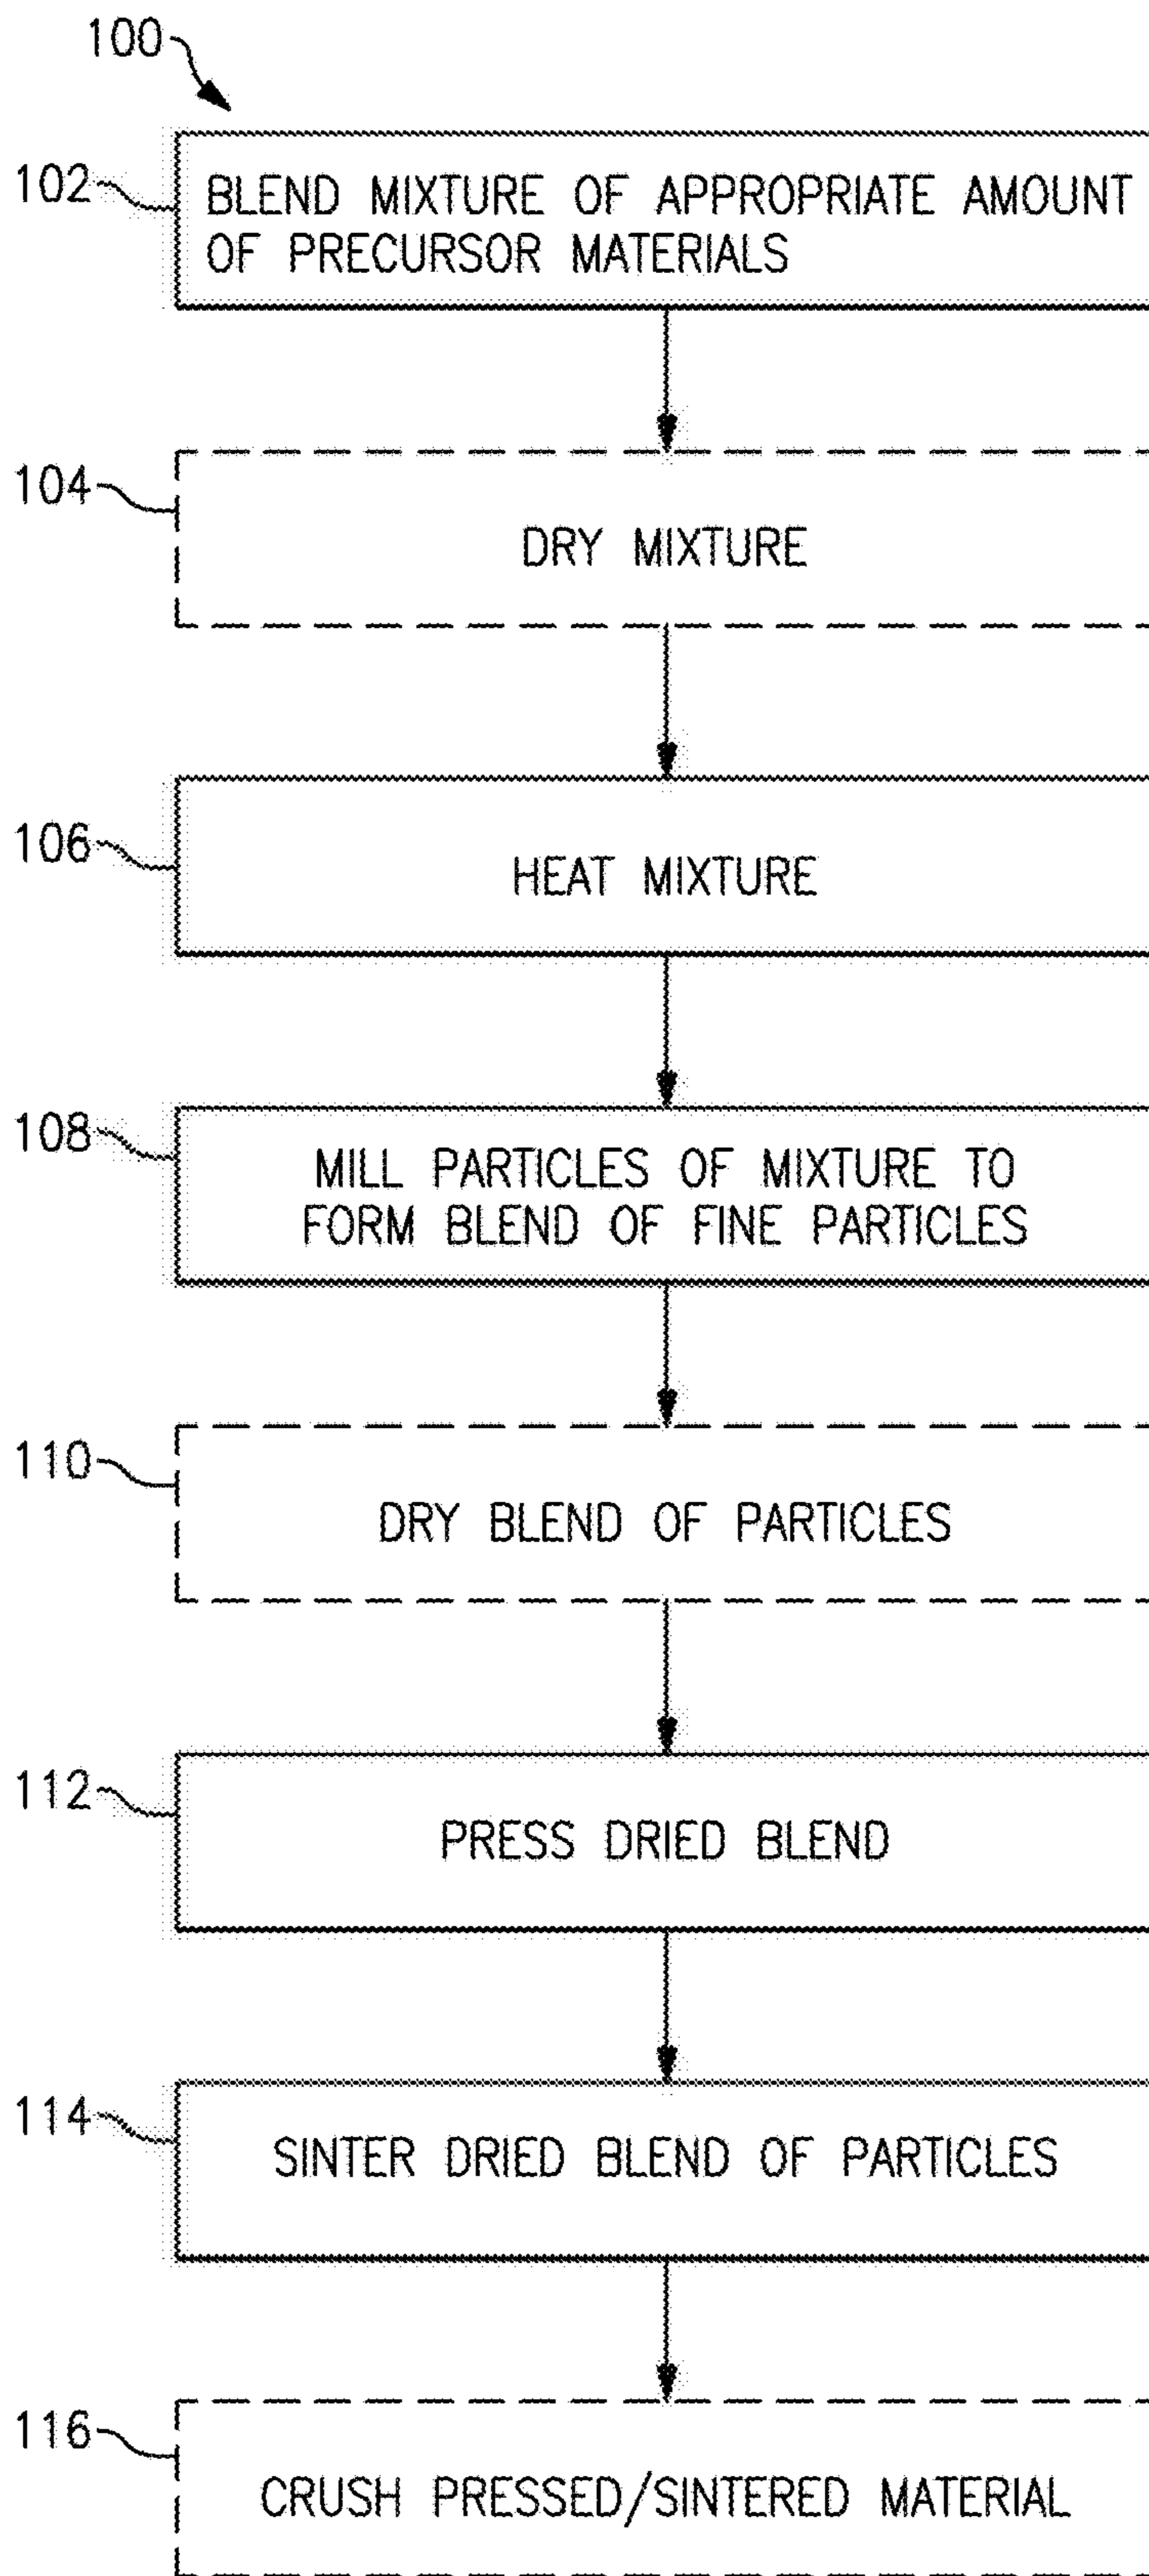 100
102
BLEND MIXTURE OF APPROPRIATE AMOUNT
OF PRECURSOR MATERIALS
104
DRY MIXTURE
106
HEAT MIXTURE
108
MILL PARTICLES OF MIXTURE TO
FORM BLEND OF FINE PARTICLES
110
DRY BLEND OF PARTICLES
112
PRESS DRIED BLEND
114
SINTER DRIED BLEND OF PARTICLES
116
CRUSH PRESSED/SINTERED MATERIAL